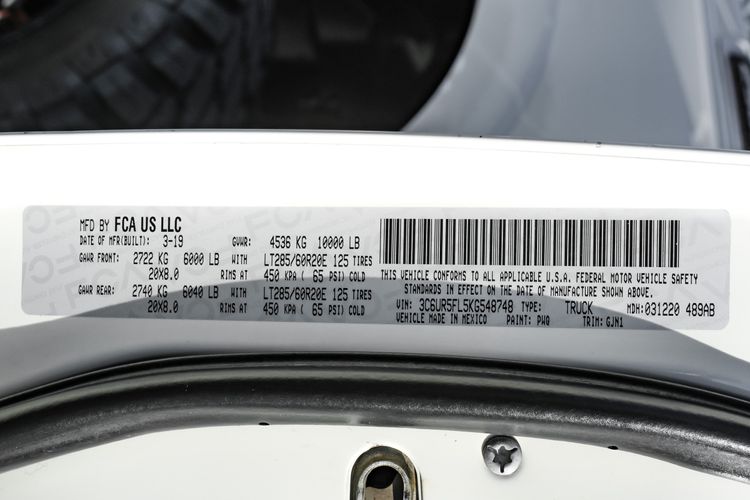 MFD BY FCA US LLC
DATE OF MFR(BUILT): 3-19 GVWR: 4536 KG 10000 LB
GAWR FRONT: 2722 KG 6000 LB WITH LT285/60R20E 125 TIRES
20X8.0 RIMS AT 450 KPA ( 65 PSI) COLD
GAWR REAR: 2740 KG 6040 LB WITH LT285/60R20E 125 TIRES
20X8.0 RIMS AT 450 KPA ( 65 PSI) COLD
THIS VEHICLE CONFORMS TO ALL APPLICABLE U.S.A. FEDERAL MOTOR VEHICLE SAFETY
STANDARDS IN EFFECT ON THE DATE OF MANUFACTURE SHOWN ABOVE.
VIN: 3C6UR5FL5KG548748 TYPE: TRUCK MDH: 031220 489AB
VEHICLE MADE IN MEXICO PAINT: PWQ TRIM: GJN1